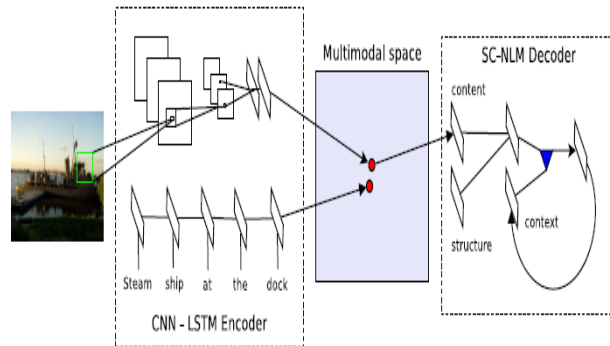 Multimodal space
SC-NLM Decoder
content
structure
context
Steam ship at the dock
CNN - LSTM Encoder